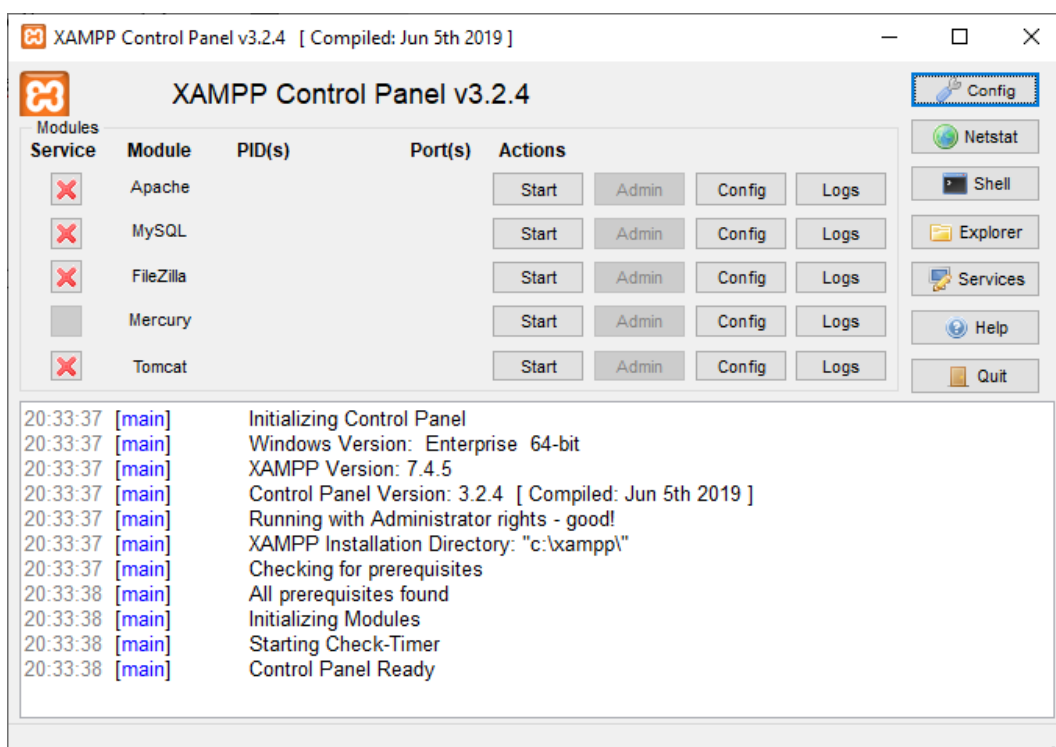 XAMPP Control Panel v3.2.4 [ Compiled: Jun 5th 2019 ]
XAMPP Control Panel v3.2.4
Config
Modules
Service Module PID(s) Port(s) Actions
Netstat
Apache Start Admin Config Logs
Shell
MySQL Start Admin Config Logs
Explorer
FileZilla Start Admin Config Logs
Services
Mercury Start Admin Config Logs
Help
Tomcat Start Admin Config Logs
Quit
20:33:37 [main] Initializing Control Panel
20:33:37 [main] Windows Version: Enterprise 64-bit
20:33:37 [main] XAMPP Version: 7.4.5
20:33:37 [main] Control Panel Version: 3.2.4 [ Compiled: Jun 5th 2019 ]
20:33:37 [main] Running with Administrator rights - good!
20:33:37 [main] XAMPP Installation Directory: "c:\xampp\"
20:33:37 [main] Checking for prerequisites
20:33:38 [main] All prerequisites found
20:33:38 [main] Initializing Modules
20:33:38 [main] Starting Check-Timer
20:33:38 [main] Control Panel Ready